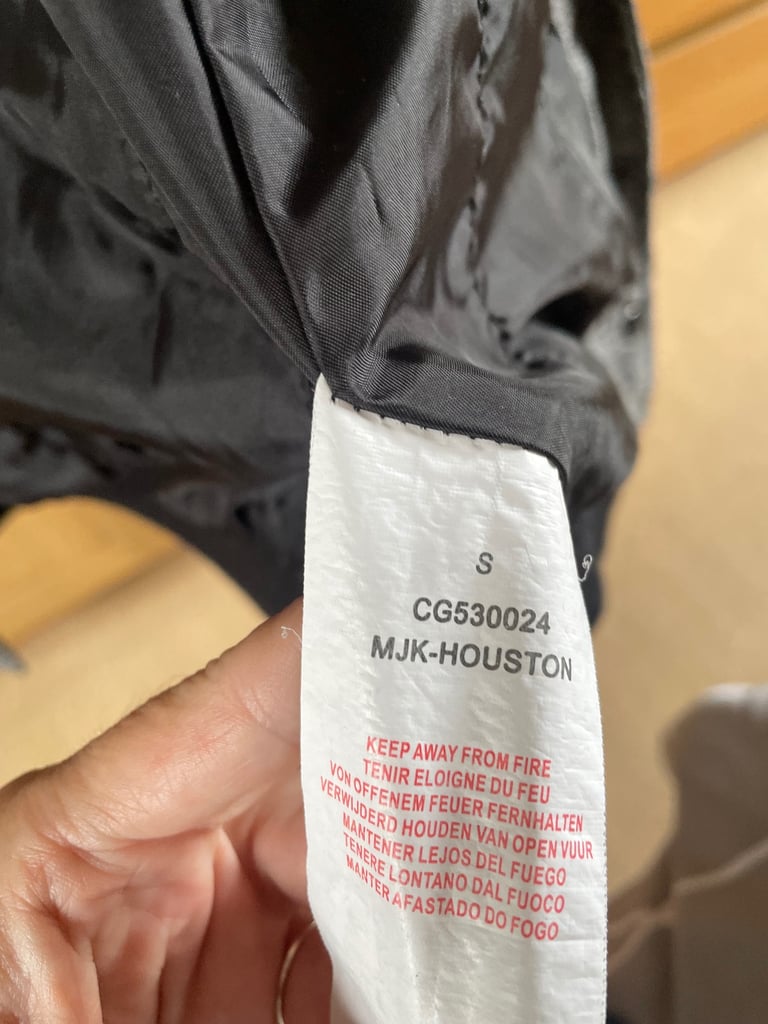 S
CG530024
MJK-HOUSTON
KEEP AWAY FROM FIRE
TENIR ELOIGNE DU FEU
VON OFFENEM FEUER FERNHALTEN
VERWIJDERD HOUDEN VAN OPEN VUUR
MANTENER LEJOS DEL FUEGO
TENERE LONTANO DAL FUOCO
MANTER AFASTADO DO FOGO